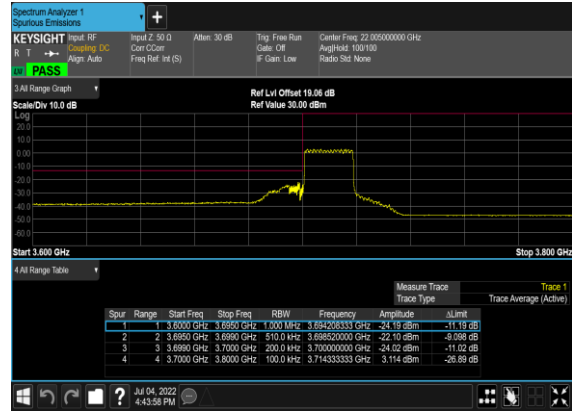 Spectrum Analyzer 1
Spurious Emissions
+
KEYSIGHT Input: RF Input Z: 50 Ω Atten: 30 dB Trig: Free Run Center Freq: 22.005000000 GHz
R T Coupling: DC Corr CCorr Gate: Off Avg|Hold: 100/100
Align: Auto Freq Ref: Int (S) IF Gain: Low Radio Std: None
PASS
3 All Range Graph Ref Lvl Offset 19.06 dB
Scale/Div 10.0 dB Ref Value 30.00 dBm
Log
20.0
10.0
0.00
-10.0
-20.0
-30.0
-40.0
-50.0
-60.0
Start 3.600 GHz Stop 3.800 GHz
4 All Range Table
Measure Trace Trace 1
Trace Type Trace Average (Active)
Spur Range Start Freq Stop Freq RBW Frequency Amplitude ΔLimit
1 1 3.6000 GHz 3.6950 GHz 1.000 MHz 3.694208333 GHz -24.19 dBm -11.19 dB
2 2 3.6950 GHz 3.6990 GHz 510.0 kHz 3.698520000 GHz -22.10 dBm -9.098 dB
3 3 3.6990 GHz 3.7000 GHz 200.0 kHz 3.700000000 GHz -24.02 dBm -11.02 dB
4 4 3.7000 GHz 3.8000 GHz 100.0 kHz 3.714333333 GHz 3.114 dBm -26.89 dB
? Jul 04, 2022
4:43:58 PM